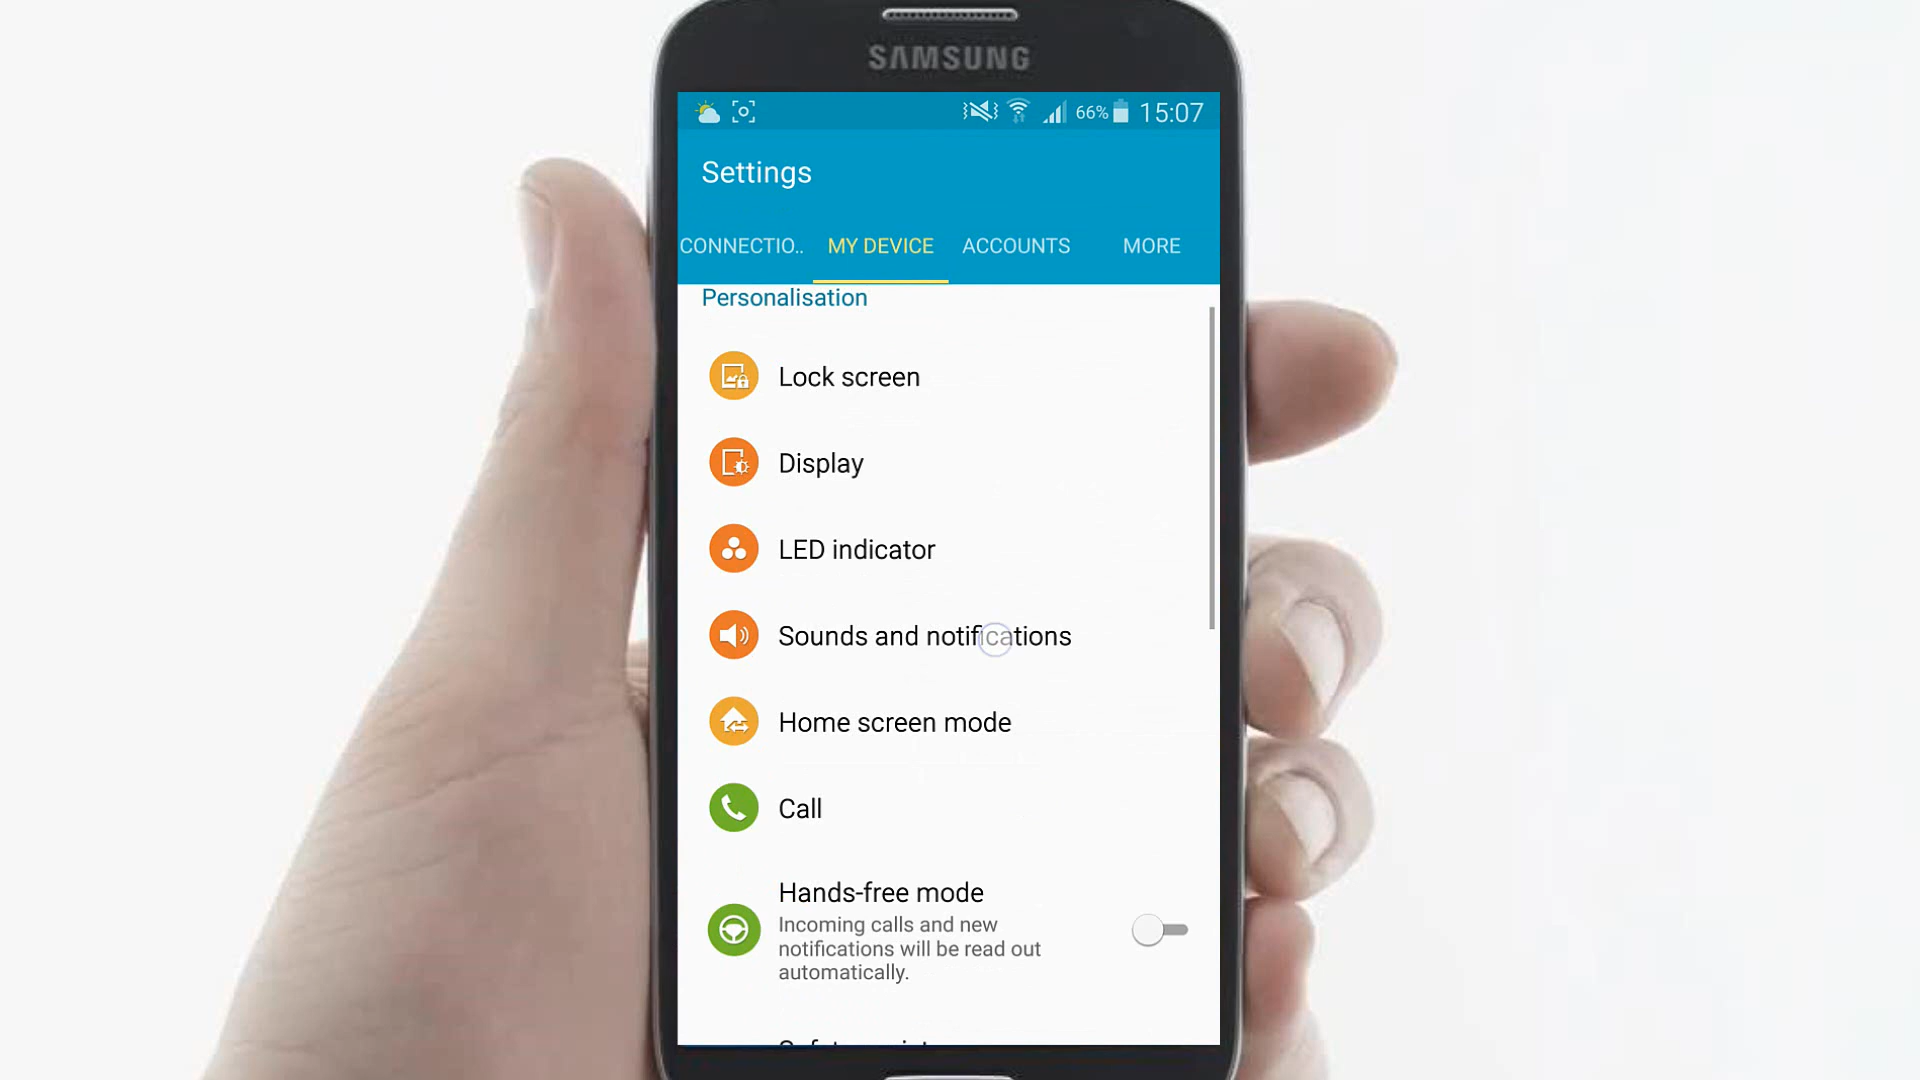 SAMSUNG
66% 15:07
Settings
CONNECTIO.. MY DEVICE ACCOUNTS MORE
Personalisation
Lock screen
Display
LED indicator
Sounds and notifications
Home screen mode
Call
Hands-free mode
Incoming calls and new
notifications will be read out
automatically.